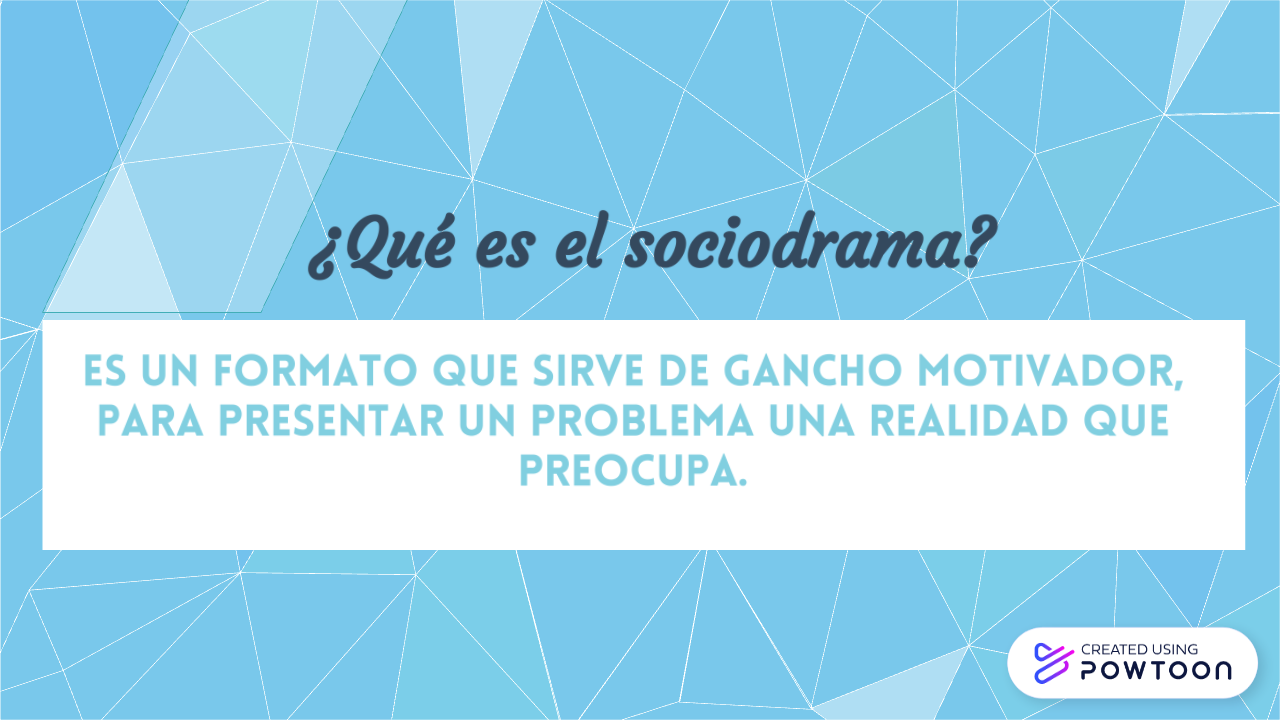 ¿Qué es el sociodrama?
ES UN FORMATO QUE SIRVE DE GANCHO MOTIVADOR,
PARA PRESENTAR UN PROBLEMA UNA REALIDAD QUE
PREOCUPA.
CREATED USING
POWTOON